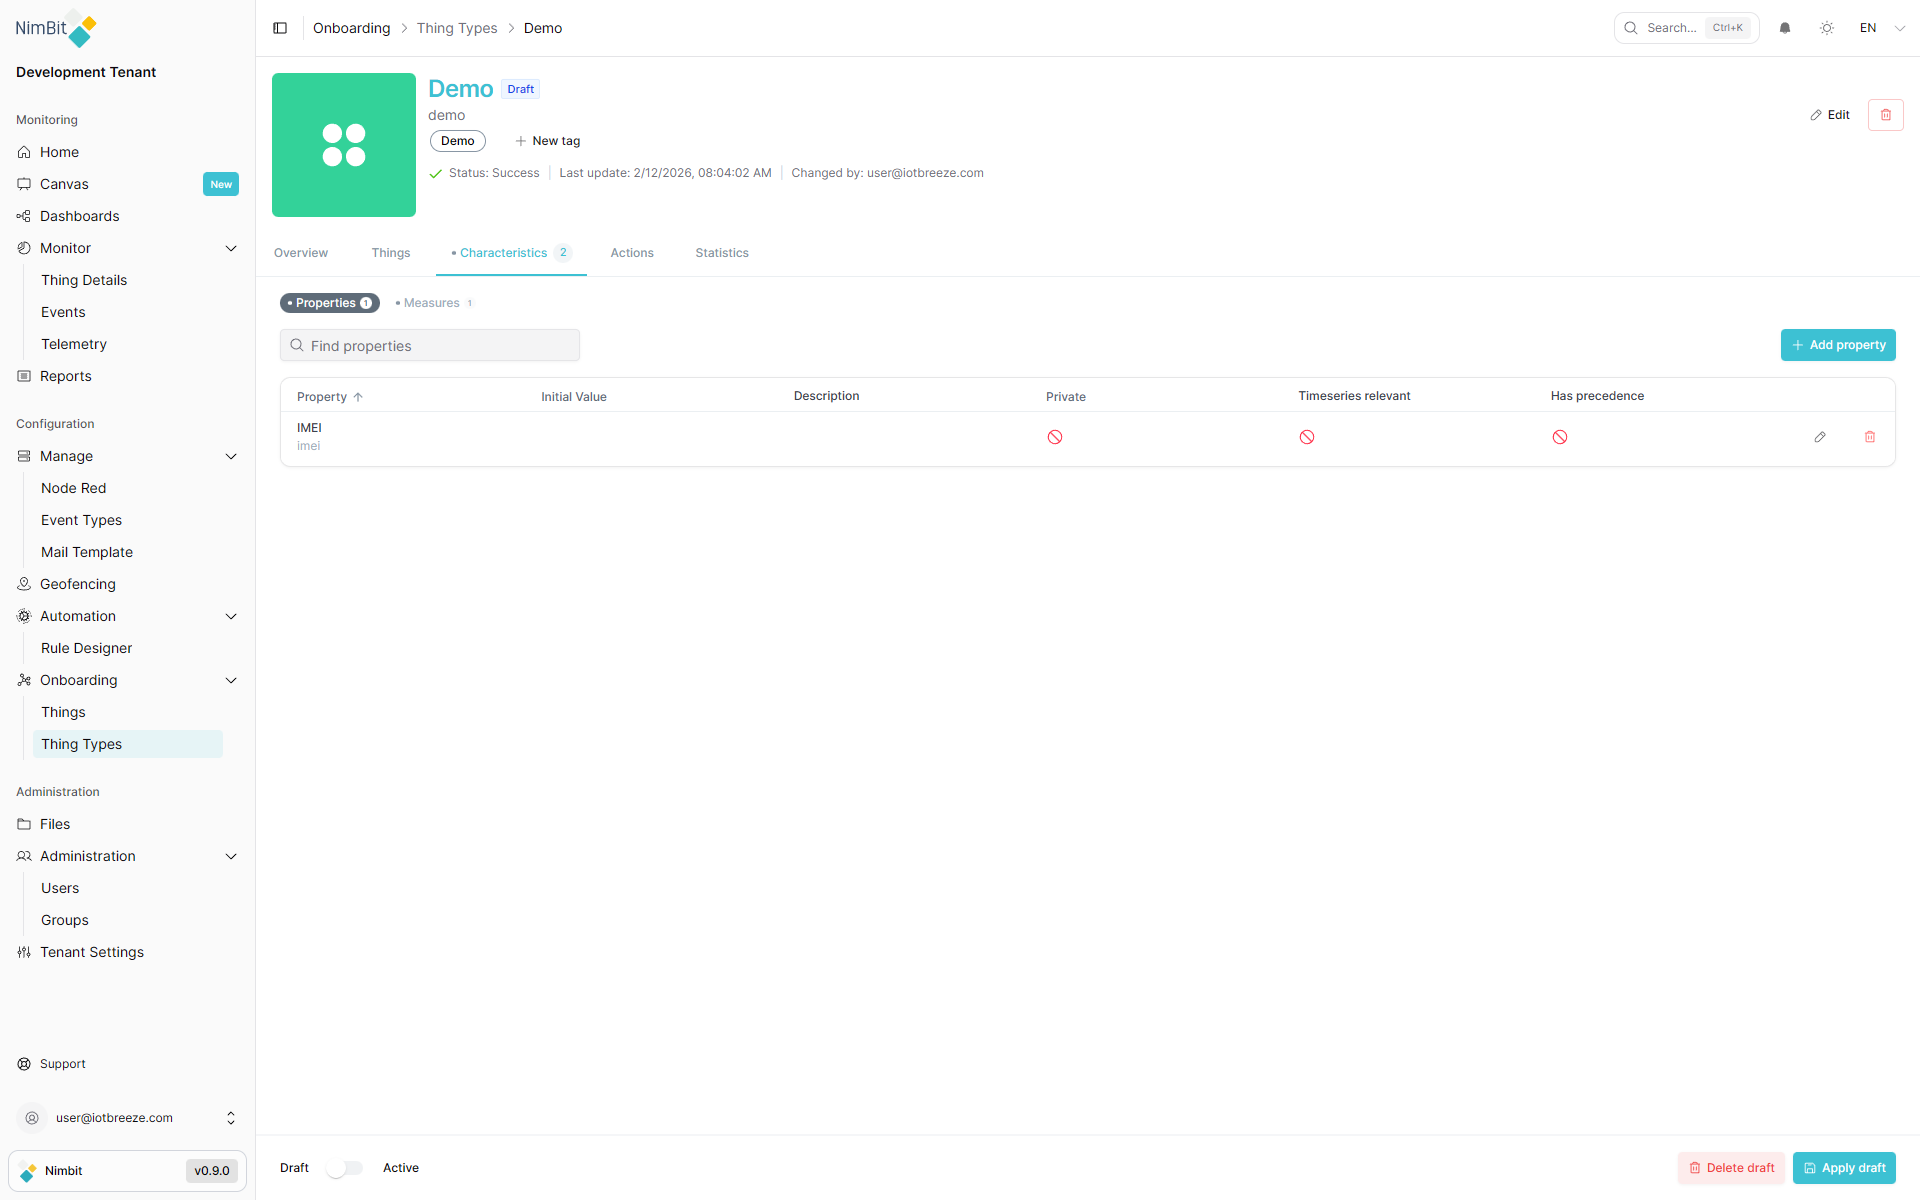 NimBit
Development Tenant
Monitoring
Home
Canvas New
Dashboards
Monitor
Thing Details
Events
Telemetry
Reports
Configuration
Manage
Node Red
Event Types
Mail Template
Geofencing
Automation
Rule Designer
Onboarding
Things
Thing Types
Administration
Files
Administration
Users
Groups
Tenant Settings
Support
user@iotbreeze.com
Nimbit v0.9.0
Onboarding > Thing Types > Demo
Search... Ctrl+K EN
Demo Draft
demo
Demo + New tag
Status: Success | Last update: 2/12/2026, 08:04:02 AM | Changed by: user@iotbreeze.com
Edit
Overview Things • Characteristics 2 Actions Statistics
• Properties 1 • Measures 1
Find properties
+ Add property
Property ↑ Initial Value Description Private Timeseries relevant Has precedence
IMEI
imei
Draft Active
Delete draft Apply draft